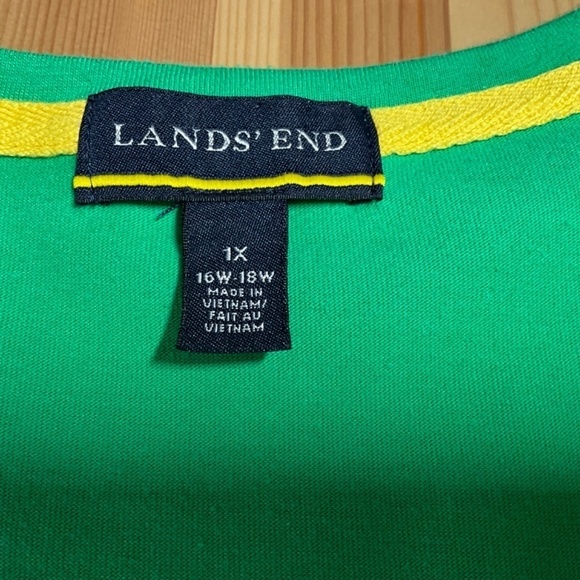 LANDS' END
1X
16W-18W
MADE IN
VIETNAM/
FAIT AU
VIETNAM